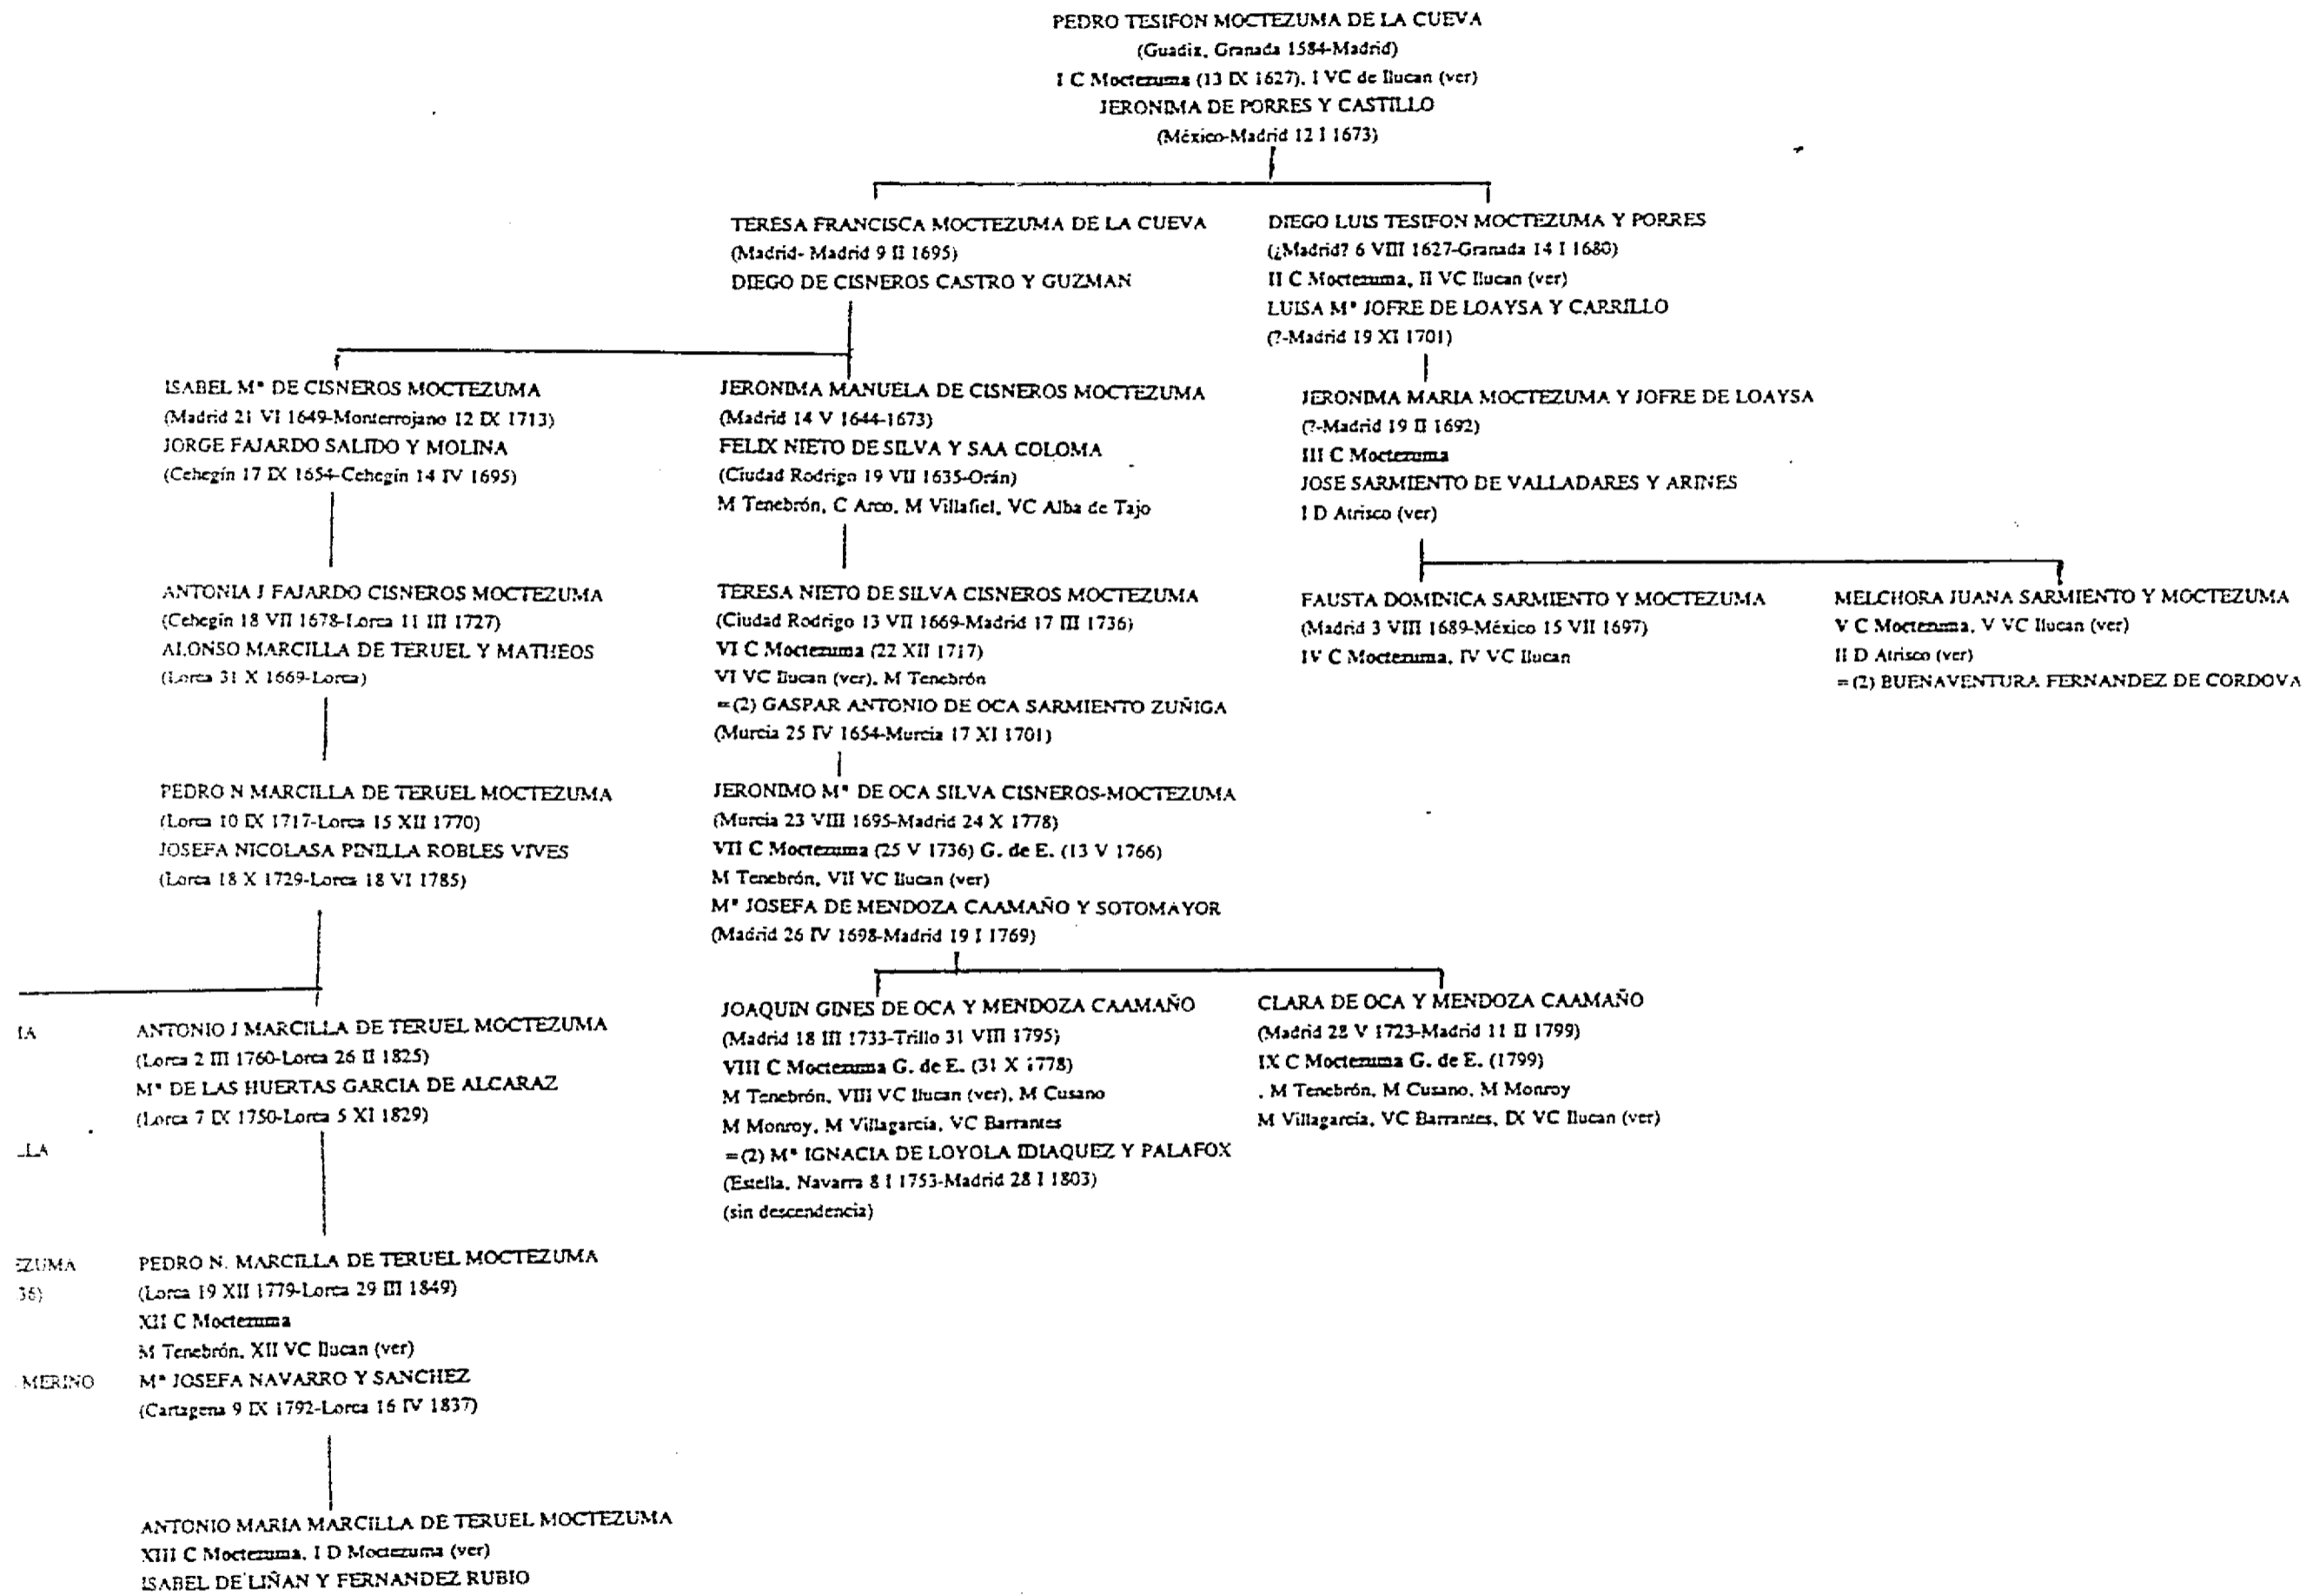 PEDRO TESIFON MOCTEZUMA DE LA CUEVA
(Guadix, Granada 1584-Madrid)
I C Moctezuma (13 IX 1627), I VC de Ilucan (ver)
JERONIMA DE PORRES Y CASTILLO
(México-Madrid 12 I 1673)
TERESA FRANCISCA MOCTEZUMA DE LA CUEVA
(Madrid- Madrid 9 II 1695)
DIEGO DE CISNEROS CASTRO Y GUZMAN
DIEGO LUIS TESIFON MOCTEZUMA Y PORRES
(¿Madrid? 6 VIII 1627-Granada 14 I 1680)
II C Moctezuma, II VC Ilucan (ver)
LUISA Mª JOFRE DE LOAYSA Y CARRILLO
(?-Madrid 19 XI 1701)
ISABEL Mª DE CISNEROS MOCTEZUMA
(Madrid 21 VI 1649-Monterrojano 12 IX 1713)
JORGE FAJARDO SALIDO Y MOLINA
(Cehegín 17 IX 1654-Cehegín 14 IV 1695)
JERONIMA MANUELA DE CISNEROS MOCTEZUMA
(Madrid 14 V 1644-1673)
FELIX NIETO DE SILVA Y SAA COLOMA
(Ciudad Rodrigo 19 VII 1635-Orán)
M Tenebrón, C Arco, M Villafiel, VC Alba de Tajo
JERONIMA MARIA MOCTEZUMA Y JOFRE DE LOAYSA
(?-Madrid 19 II 1692)
III C Moctezuma
JOSE SARMIENTO DE VALLADARES Y ARINES
I D Atrisco (ver)
ANTONIA J FAJARDO CISNEROS MOCTEZUMA
(Cehegín 18 VII 1678-Lorca 11 III 1727)
ALONSO MARCILLA DE TERUEL Y MATHEOS
(Lorca 31 X 1669-Lorca)
TERESA NIETO DE SILVA CISNEROS MOCTEZUMA
(Ciudad Rodrigo 13 VII 1669-Madrid 17 III 1736)
VI C Moctezuma (22 XII 1717)
VI VC Ilucan (ver), M Tenebrón
=(2) GASPAR ANTONIO DE OCA SARMIENTO ZUÑIGA
(Murcia 25 IV 1654-Murcia 17 XI 1701)
FAUSTA DOMINICA SARMIENTO Y MOCTEZUMA
(Madrid 3 VIII 1689-México 15 VII 1697)
IV C Moctezuma, IV VC Ilucan
MELCHORA JUANA SARMIENTO Y MOCTEZUMA
V C Moctezuma, V VC Ilucan (ver)
II D Atrisco (ver)
=(2) BUENAVENTURA FERNANDEZ DE CORDOVA
PEDRO N MARCILLA DE TERUEL MOCTEZUMA
(Lorca 10 IX 1717-Lorca 15 XII 1770)
JOSEFA NICOLASA PINILLA ROBLES VIVES
(Lorca 18 X 1729-Lorca 18 VI 1785)
JERONIMO Mª DE OCA SILVA CISNEROS-MOCTEZUMA
(Murcia 23 VIII 1695-Madrid 24 X 1778)
VII C Moctezuma (25 V 1736) G. de E. (13 V 1766)
M Tenebrón, VII VC Ilucan (ver)
Mª JOSEFA DE MENDOZA CAAMAÑO Y SOTOMAYOR
(Madrid 26 IV 1698-Madrid 19 I 1769)
IA
ANTONIO J MARCILLA DE TERUEL MOCTEZUMA
(Lorca 2 III 1760-Lorca 26 II 1825)
Mª DE LAS HUERTAS GARCIA DE ALCARAZ
(Lorca 7 IX 1750-Lorca 5 XI 1829)
LLA
JOAQUIN GINES DE OCA Y MENDOZA CAAMAÑO
(Madrid 18 III 1733-Trillo 31 VIII 1795)
VIII C Moctezuma G. de E. (31 X 1778)
M Tenebrón, VIII VC Ilucan (ver), M Cusano
M Monroy, M Villagarcía, VC Barrantes
=(2) Mª IGNACIA DE LOYOLA IDIAQUEZ Y PALAFOX
(Estella, Navarra 8 I 1753-Madrid 28 I 1803)
(sin descendencia)
CLARA DE OCA Y MENDOZA CAAMAÑO
(Madrid 28 V 1723-Madrid 11 II 1799)
IX C Moctezuma G. de E. (1799)
. M Tenebrón, M Cusano, M Monroy
M Villagarcía, VC Barrantes, IX VC Ilucan (ver)
EZUMA
36)
MERINO
PEDRO N. MARCILLA DE TERUEL MOCTEZUMA
(Lorca 19 XII 1779-Lorca 29 III 1849)
XII C Moctezuma
M Tenebrón, XII VC Ilucan (ver)
Mª JOSEFA NAVARRO Y SANCHEZ
(Cartagena 9 IX 1792-Lorca 16 IV 1837)
ANTONIO MARIA MARCILLA DE TERUEL MOCTEZUMA
XIII C Moctezuma, I D Moctezuma (ver)
ISABEL DE LIÑAN Y FERNANDEZ RUBIO